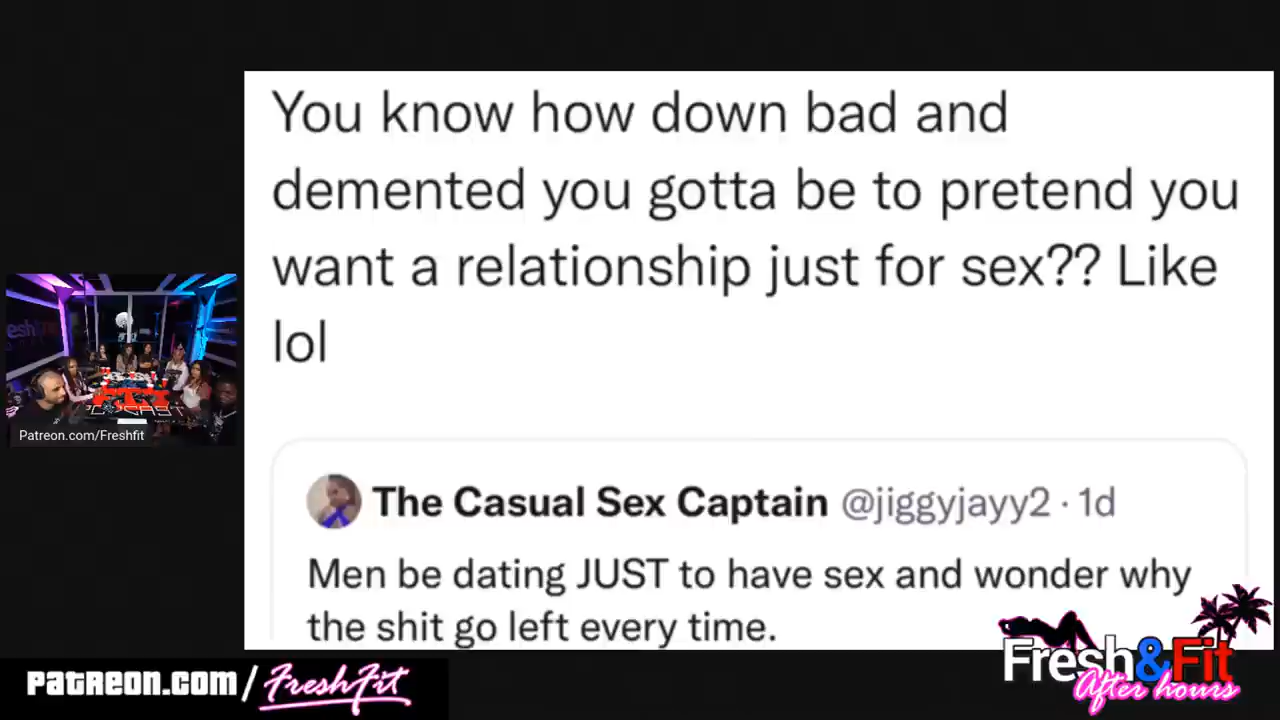 You know how down bad and
demented you gotta be to pretend you
want a relationship just for sex?? Like
lol
The Casual Sex Captain @jiggyjayy2 · 1d
Men be dating JUST to have sex and wonder why
the shit go left every time.
Patreon.com/Freshfit
PODCAST
Patreon.com/FreshFit
Fresh&Fit
After hours